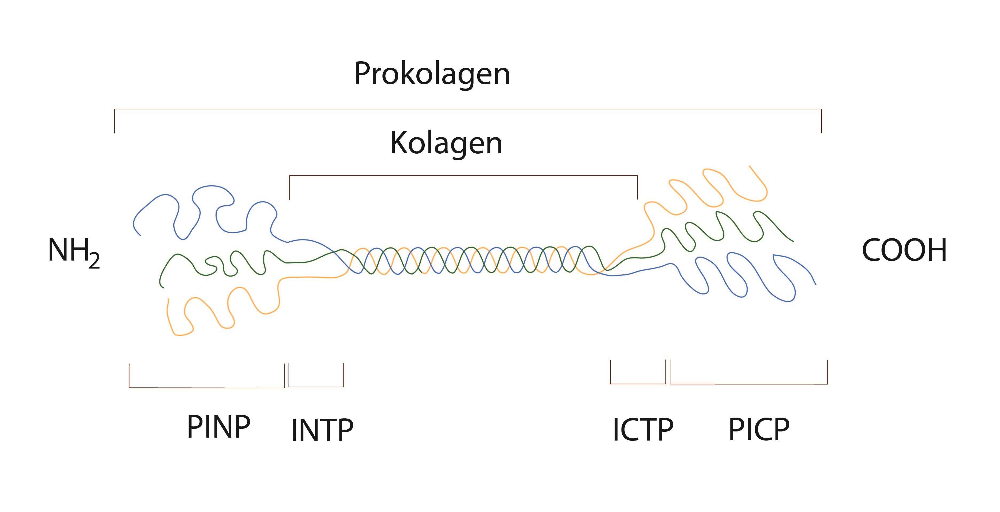 Prokolagen
Kolagen
NH₂
COOH
PINP
INTP
ICTP
PICP